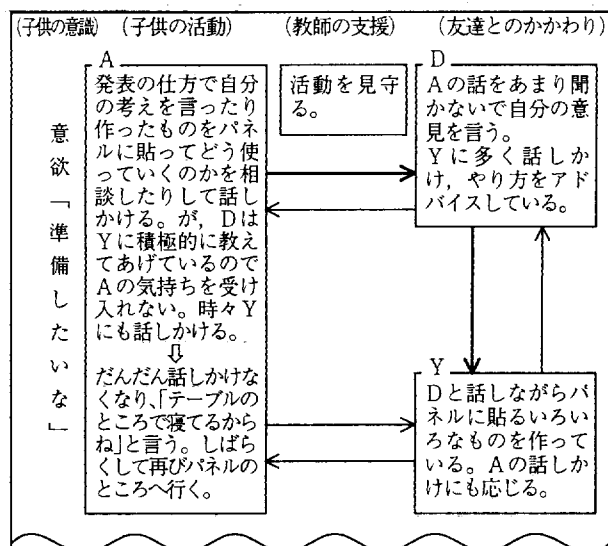 (子供の意識) (子供の活動) (教師の支援) (友達とのかかわり)
意欲「準備したいな」
A
発表の仕方で自分
の考えを言ったり
作ったものをパネ
ルに貼ってどう使
っていくのかを相
談したりして話し
かける。が，Dは
Yに積極的に教え
てあげているので
Aの気持ちを受け
入れない。時々Y
にも話しかける。
⇩
だんだん話しかけな
くなり、「テーブルの
ところで寝てるから
ね」と言う。しばら
くして再びパネルの
ところへ行く。
活動を見守
る。
D
Aの話をあまり聞
かないで自分の意
見を言う。
Yに多く話しか
け，やり方をアド
バイスしている。
Y
Dと話しながらパ
ネルに貼るいろい
ろなものを作って
いる。Aの話しか
けにも応じる。